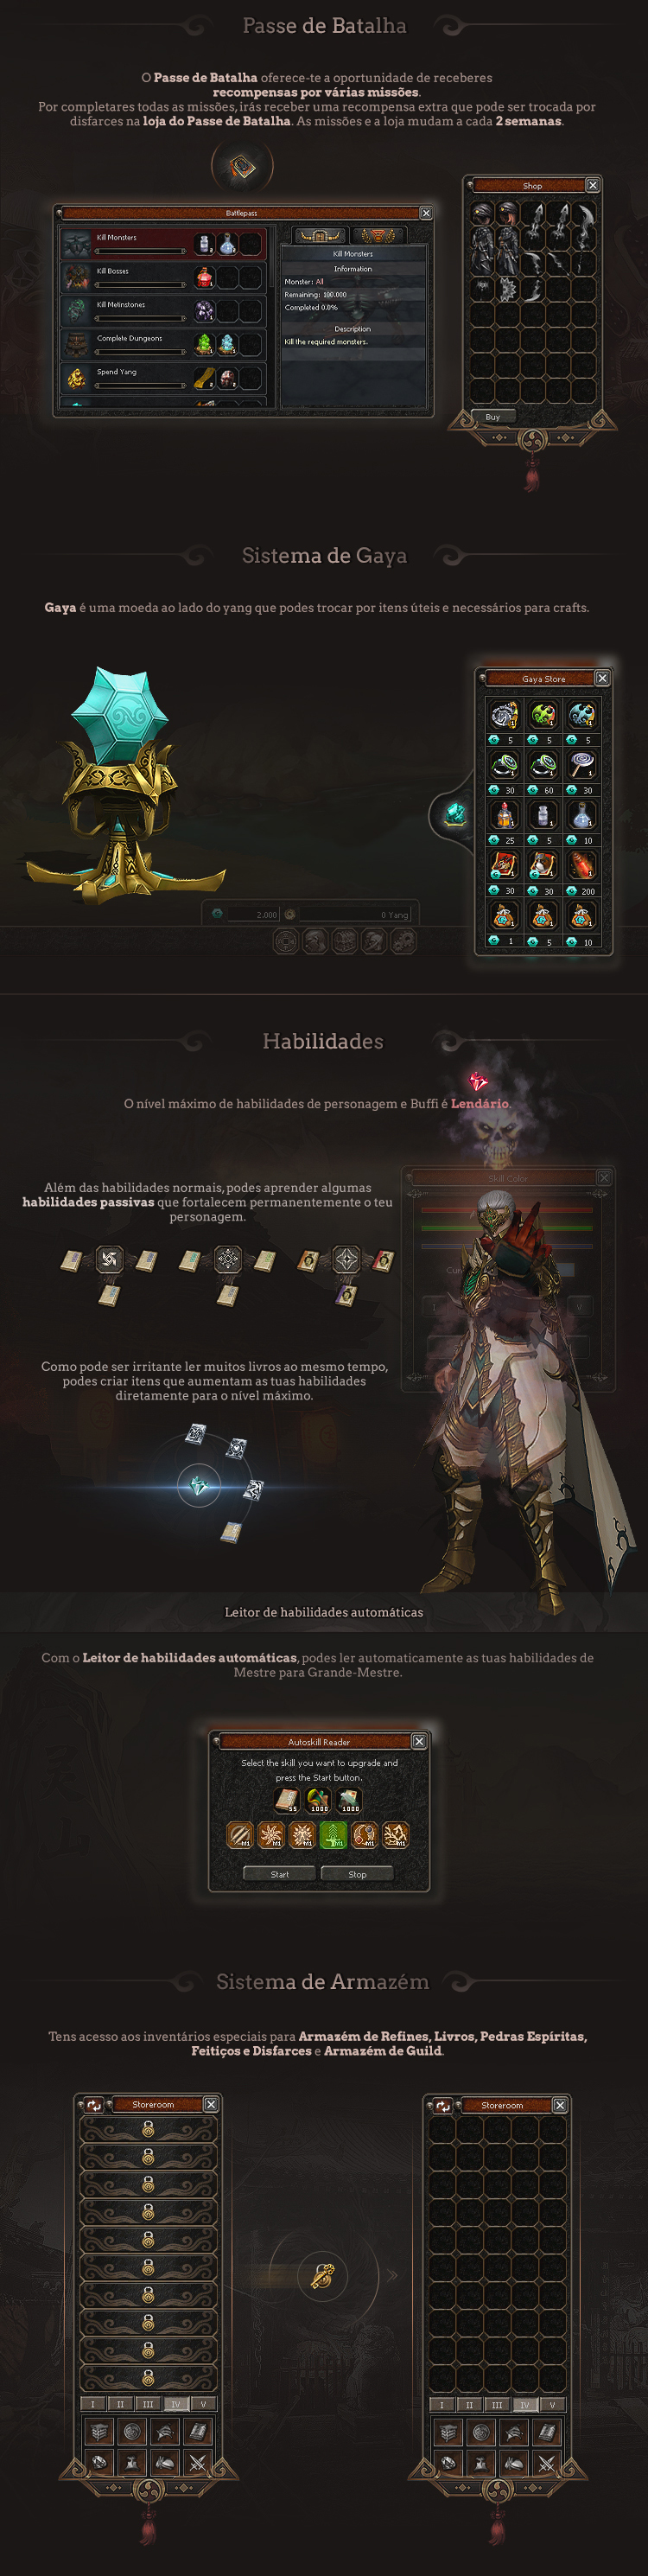 Passe de Batalha
O Passe de Batalha oferece-te a oportunidade de receberes
recompensas por várias missões.
Por completares todas as missões, irás receber uma recompensa extra que pode ser trocada por
disfarces na loja do Passe de Batalha. As missões e a loja mudam a cada 2 semanas.
Battlepass
Kill Monsters
Kill Bosses
Kill Metinstones
Complete Dungeons
Spend Yang
Kill Monsters
Information
Monster: All
Remaining: 100.000
Completed 0.0%
Description
Kill the required monsters.
Shop
Buy
Sistema de Gaya
Gaya é uma moeda ao lado do yang que podes trocar por itens úteis e necessários para crafts.
Gaya Store
5 5 5
30 60 30
25 5 10
30 30 200
1 5 10
2.000
0 Yang
Habilidades
O nível máximo de habilidades de personagem e Buffi é Lendário.
Além das habilidades normais, podes aprender algumas
habilidades passivas que fortalecem permanentemente o teu
personagem.
Skill Color
Como pode ser irritante ler muitos livros ao mesmo tempo,
podes criar itens que aumentam as tuas habilidades
diretamente para o nível máximo.
Leitor de habilidades automáticas
Com o Leitor de habilidades automáticas, podes ler automaticamente as tuas habilidades de
Mestre para Grande-Mestre.
Autoskill Reader
Select the skill you want to upgrade and
press the Start button.
55 1000 1000
M1 M1 M1 M1 M1 M1
Start Stop
Sistema de Armazém
Tens acesso aos inventários especiais para Armazém de Refines, Livros, Pedras Espíritas,
Feitiços e Disfarces e Armazém de Guild.
Storeroom
I II III IV V
Storeroom
I II III IV V